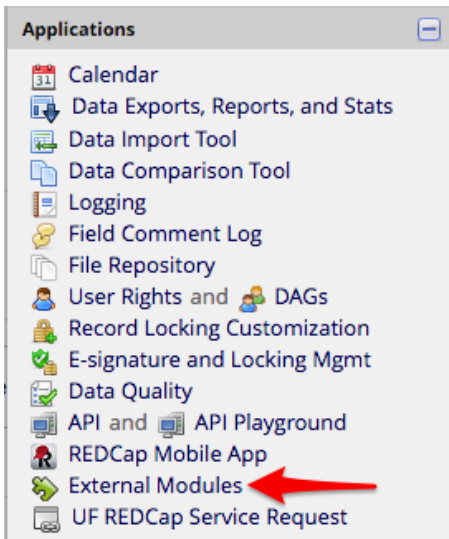 Applications
Calendar
Data Exports, Reports, and Stats
Data Import Tool
Data Comparison Tool
Logging
Field Comment Log
File Repository
User Rights and DAGs
Record Locking Customization
E-signature and Locking Mgmt
Data Quality
API and API Playground
REDCap Mobile App
External Modules
UF REDCap Service Request